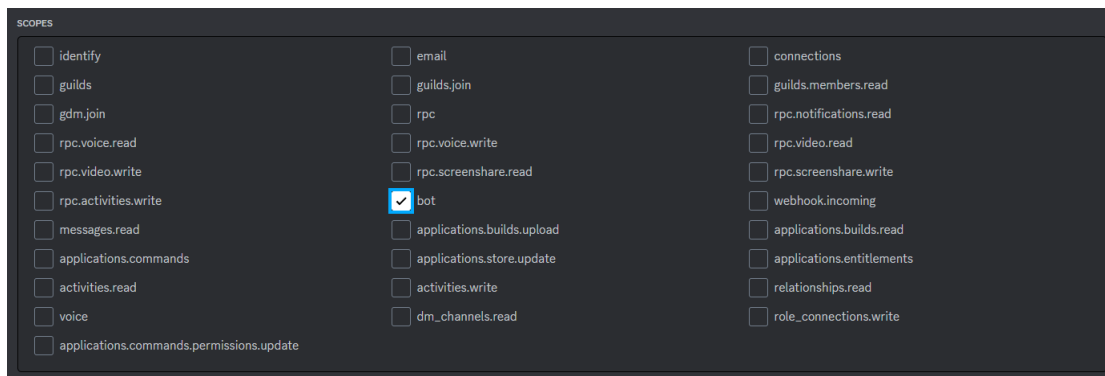 SCOPES
identify email connections
guilds guilds.join guilds.members.read
gdm.join rpc rpc.notifications.read
rpc.voice.read rpc.voice.write rpc.video.read
rpc.video.write rpc.screenshare.read rpc.screenshare.write
rpc.activities.write bot webhook.incoming
messages.read applications.builds.upload applications.builds.read
applications.commands applications.store.update applications.entitlements
activities.read activities.write relationships.read
voice dm_channels.read role_connections.write
applications.commands.permissions.update